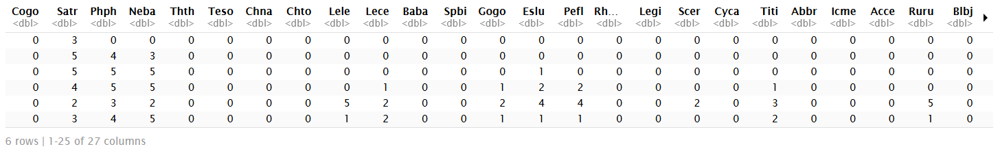 Cogo Satr Phph Neba Thth Teso Chna Chto Lele Lece Baba Spbi Gogo Eslu Pefl Rh... Legi Scer Cyca Titi Abbr Icme Acce Ruru Blbj
<dbl> <dbl> <dbl> <dbl> <dbl> <dbl> <dbl> <dbl> <dbl> <dbl> <dbl> <dbl> <dbl> <dbl> <dbl> <dbl> <dbl> <dbl> <dbl> <dbl> <dbl> <dbl> <dbl> <dbl> <dbl>
0 3 0 0 0 0 0 0 0 0 0 0 0 0 0 0 0 0 0 0 0 0 0 0 0
0 5 4 3 0 0 0 0 0 0 0 0 0 0 0 0 0 0 0 0 0 0 0 0 0
0 5 5 5 0 0 0 0 0 0 0 0 0 1 0 0 0 0 0 0 0 0 0 0 0
0 4 5 5 0 0 0 0 0 1 0 0 1 2 2 0 0 0 0 1 0 0 0 0 0
0 2 3 2 0 0 0 0 5 2 0 0 2 4 4 0 0 2 0 3 0 0 0 5 0
0 3 4 5 0 0 0 0 1 2 0 0 1 1 1 0 0 0 0 2 0 0 0 1 0
6 rows | 1-25 of 27 columns